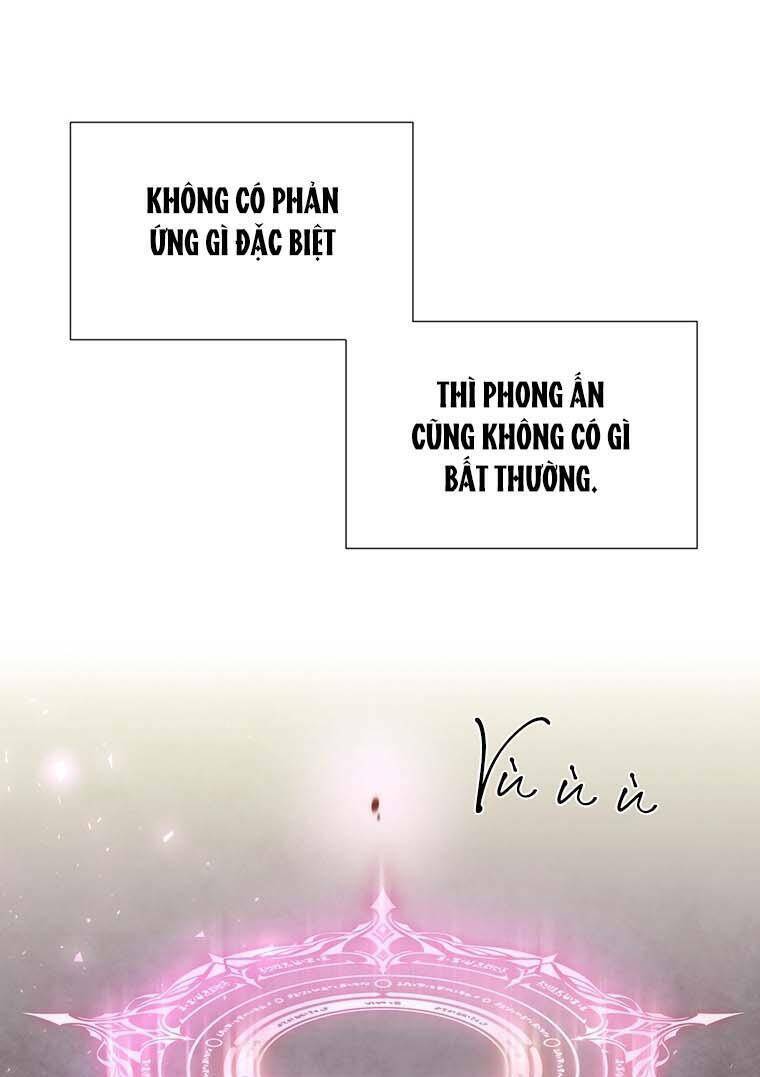 KHÔNG CÓ PHẢN
ỨNG GÌ ĐẶC BIỆT
THÌ PHONG ẤN
CŨNG KHÔNG CÓ GÌ
BẤT THƯỜNG.
Vù ù ù